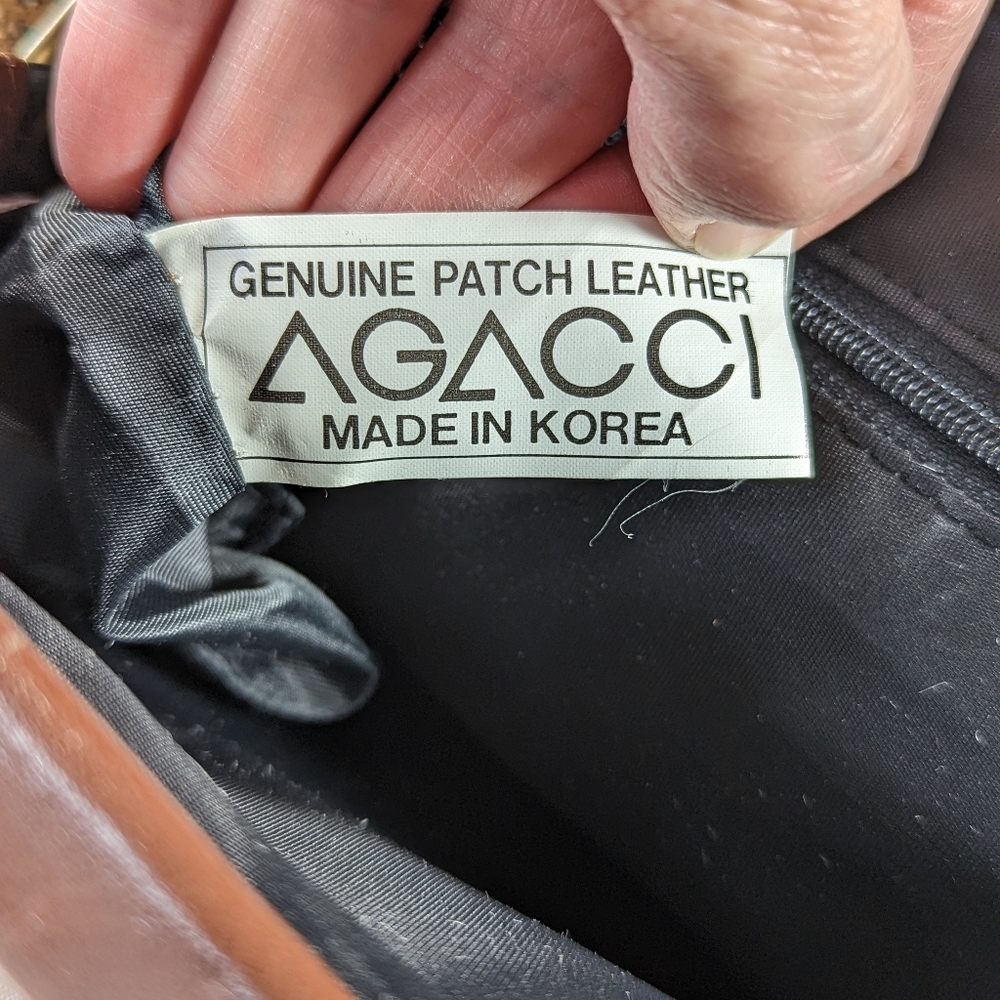 GENUINE PATCH LEATHER
AGACCI
MADE IN KOREA